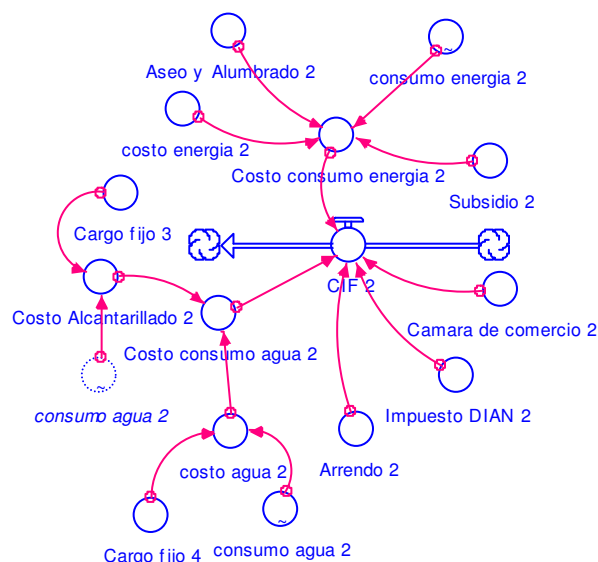 Aseo y Alumbrado 2
consumo energia 2
costo energia 2
Costo consumo energia 2
Subsidio 2
Cargo fijo 3
CIF 2
Costo Alcantarillado 2
Camara de comercio 2
Costo consumo agua 2
consumo agua 2
Impuesto DIAN 2
costo agua 2
Arrendo 2
Cargo fijo 4
consumo agua 2